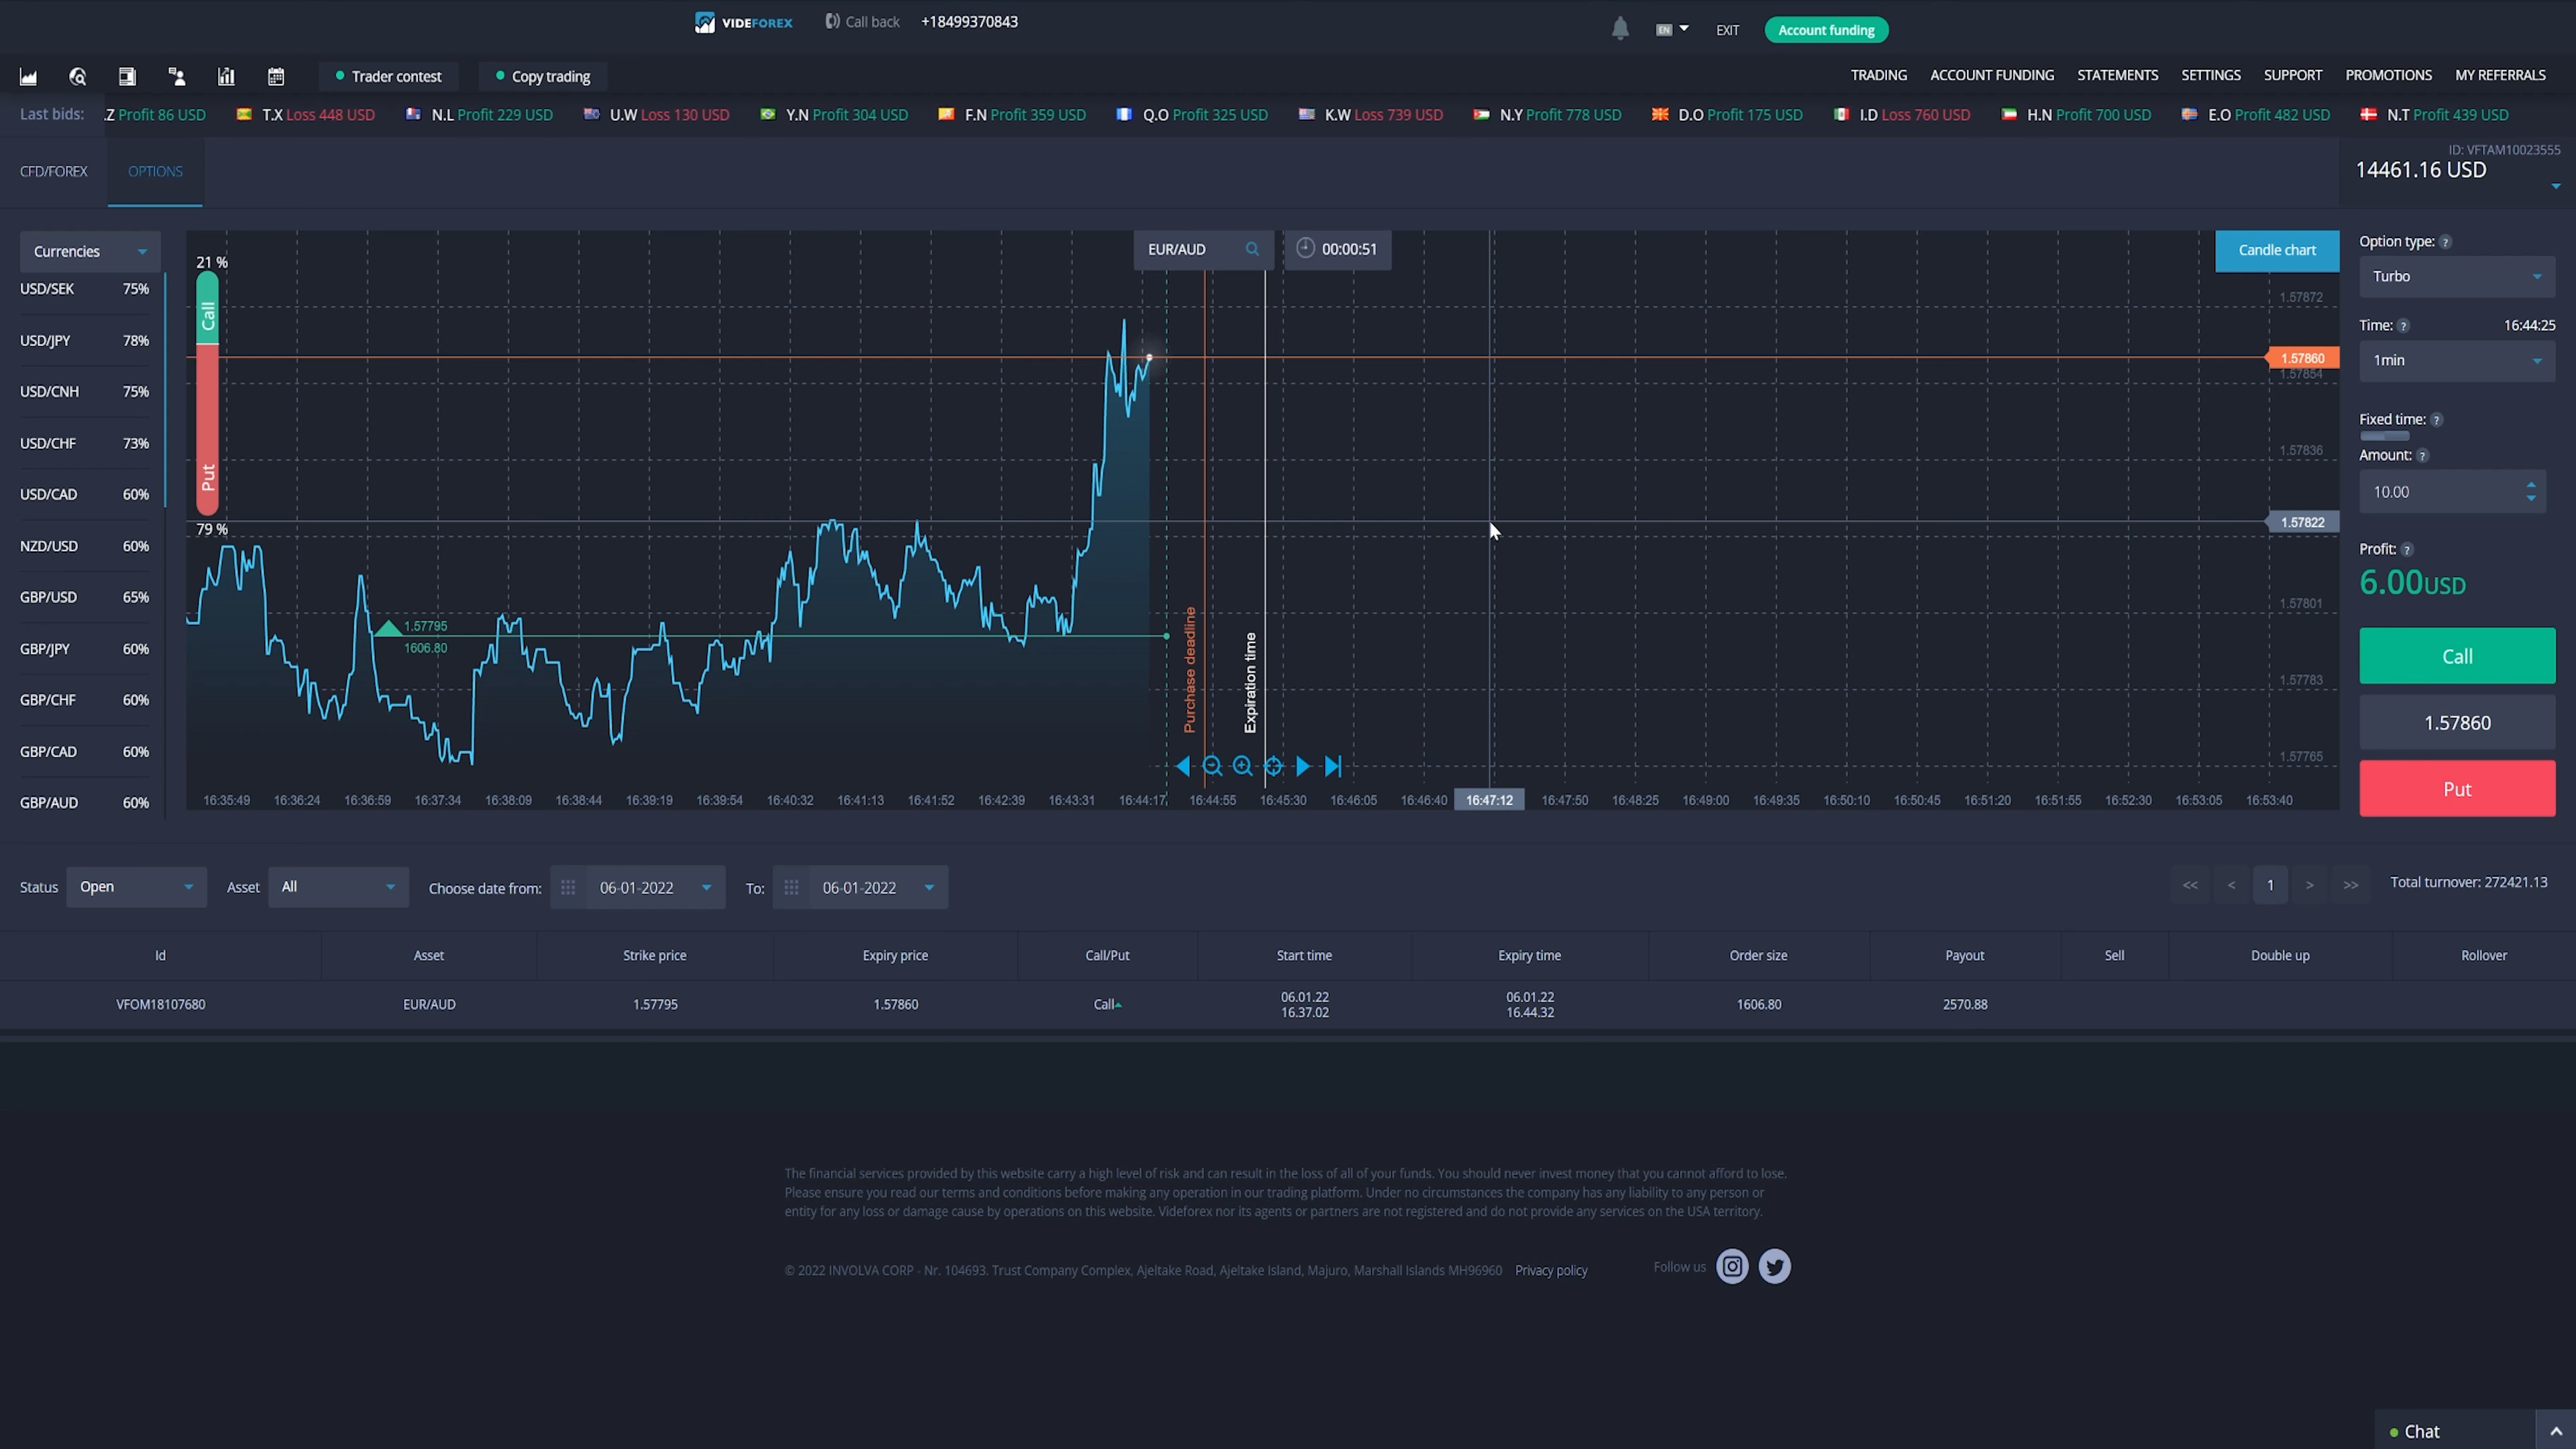 VIDEFOREX Call back +18499370843 EN EXIT Account funding
Trader contest Copy trading TRADING ACCOUNT FUNDING STATEMENTS SETTINGS SUPPORT PROMOTIONS MY REFERRALS
Last bids: .Z Profit 86 USD T.X Loss 448 USD N.L Profit 229 USD U.W Loss 130 USD Y.N Profit 304 USD F.N Profit 359 USD Q.O Profit 325 USD K.W Loss 739 USD N.Y Profit 778 USD D.O Profit 175 USD I.D Loss 760 USD H.N Profit 700 USD E.O Profit 482 USD N.T Profit 439 USD
CFD/FOREX OPTIONS
ID: VFTAM10023555
14461.16 USD
Currencies
USD/SEK 75%
USD/JPY 78%
USD/CNH 75%
USD/CHF 73%
USD/CAD 60%
NZD/USD 60%
GBP/USD 65%
GBP/JPY 60%
GBP/CHF 60%
GBP/CAD 60%
GBP/AUD 60%
21 %
Call
Put
79 %
EUR/AUD 00:00:51
Candle chart
1.57795
1606.80
Purchase deadline
Expiration time
1.57872
1.57860
1.57854
1.57836
1.57822
1.57801
1.57783
1.57765
16:35:49 16:36:24 16:36:59 16:37:34 16:38:09 16:38:44 16:39:19 16:39:54 16:40:32 16:41:13 16:41:52 16:42:39 16:43:31 16:44:17 16:44:55 16:45:30 16:46:05 16:46:40 16:47:12 16:47:50 16:48:25 16:49:00 16:49:35 16:50:10 16:50:45 16:51:20 16:51:55 16:52:30 16:53:05 16:53:40
Option type: ?
Turbo
Time: ? 16:44:25
1min
Fixed time: ?
Amount: ?
10.00
Profit: ?
6.00USD
Call
1.57860
Put
Status Open Asset All Choose date from: 06-01-2022 To: 06-01-2022 << < 1 > >> Total turnover: 272421.13
Id Asset Strike price Expiry price Call/Put Start time Expiry time Order size Payout Sell Double up Rollover
VFOM18107680 EUR/AUD 1.57795 1.57860 Call 06.01.22 16.37.02 06.01.22 16.44.32 1606.80 2570.88
The financial services provided by this website carry a high level of risk and can result in the loss of all of your funds. You should never invest money that you cannot afford to lose.
Please ensure you read our terms and conditions before making any operation in our trading platform. Under no circumstances the company has any liability to any person or
entity for any loss or damage cause by operations on this website. Videforex nor its agents or partners are not registered and do not provide any services on the USA territory.
© 2022 INVOLVA CORP - Nr. 104693. Trust Company Complex, Ajeltake Road, Ajeltake Island, Majuro, Marshall Islands MH96960 Privacy policy Follow us
Chat